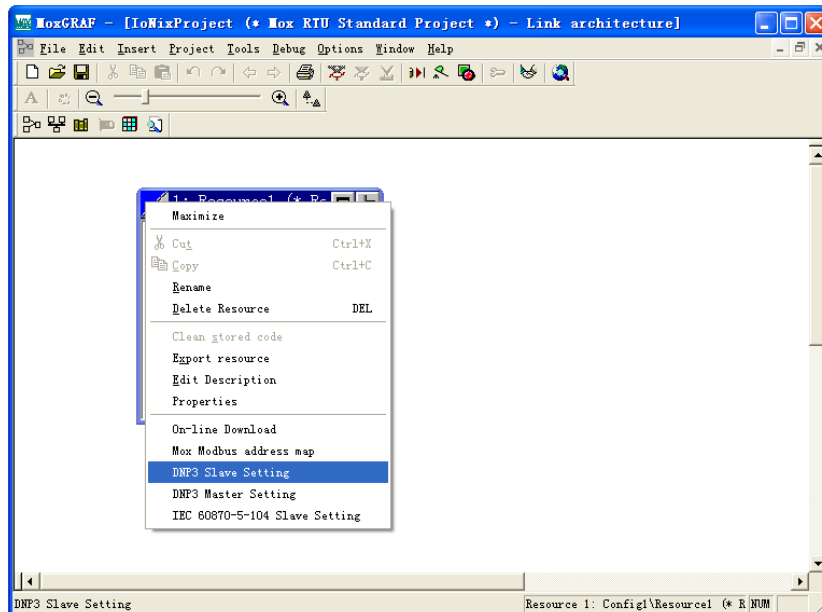 MoxGRAF - [IoNixProject (* Mox RTU Standard Project *) - Link architecture]
File Edit Insert Project Tools Debug Options Window Help
1: Resource1 (* Re
Maximize
Cut Ctrl+X
Copy Ctrl+C
Rename
Delete Resource DEL
Clean stored code
Export resource
Edit Description
Properties
On-line Download
Mox Modbus address map
DNP3 Slave Setting
DNP3 Master Setting
IEC 60870-5-104 Slave Setting
DNP3 Slave Setting Resource 1: Config1\Resource1 (* R NUM